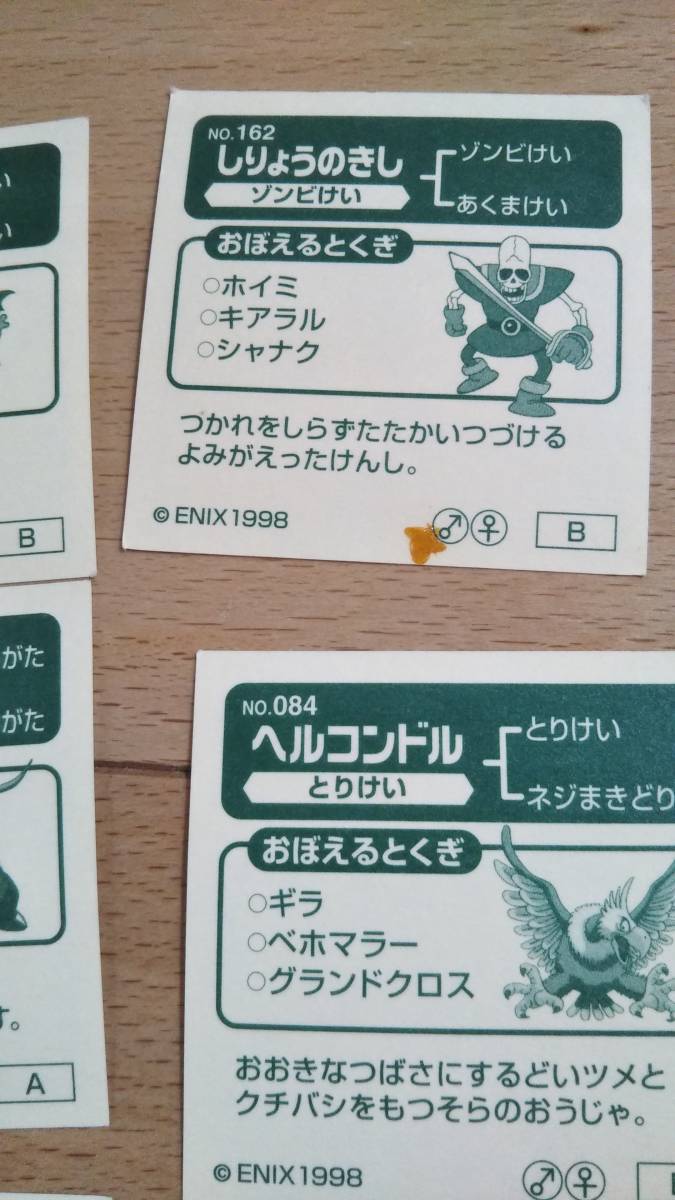 い
い
B
NO.162
しりょうのきし
ゾンビけい
ゾンビけい
あくまけい
おぼえるとくぎ
○ホイミ
○キアラル
○シャナク
つかれをしらずたたかいつづける
よみがえったけんし。
© ENIX1998
♂♀
B
がた
がた
す。
A
NO.084
ヘルコンドル
とりけい
とりけい
ネジまきどり
おぼえるとくぎ
○ギラ
○ベホマラー
○グランドクロス
おおきなつばさにするどいツメと
クチバシをもつそらのおうじゃ。
© ENIX1998
♂♀